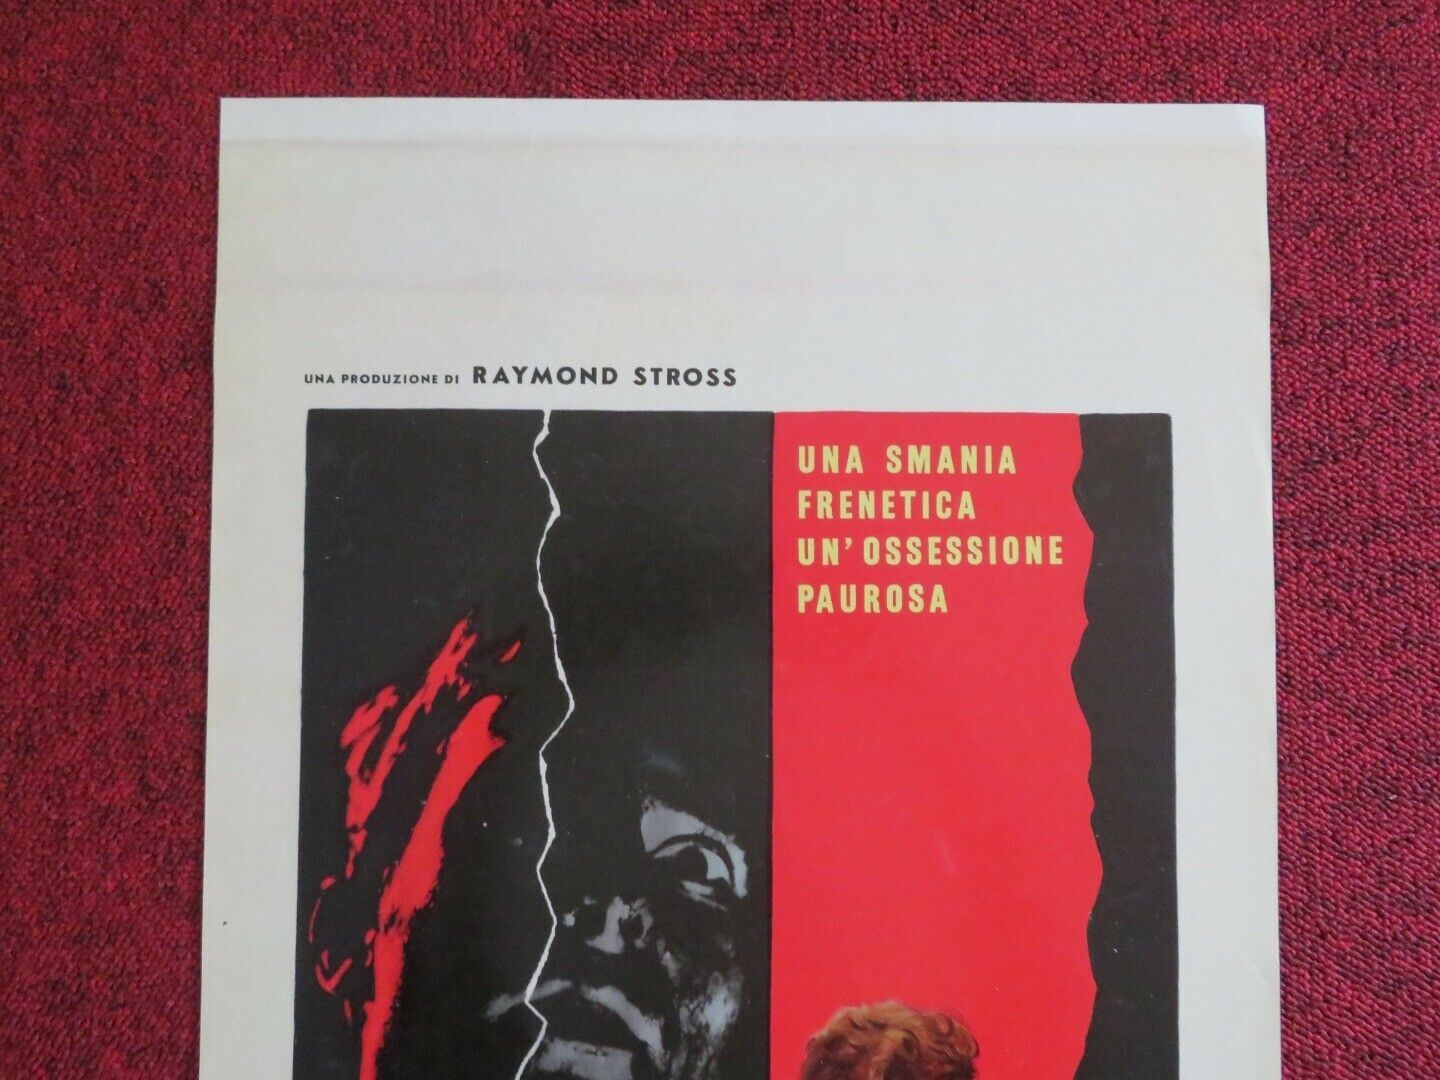 UNA PRODUZIONE DI RAYMOND STROSS
UNA SMANIA
FRENETICA
UN' OSSESSIONE
PAUROSA